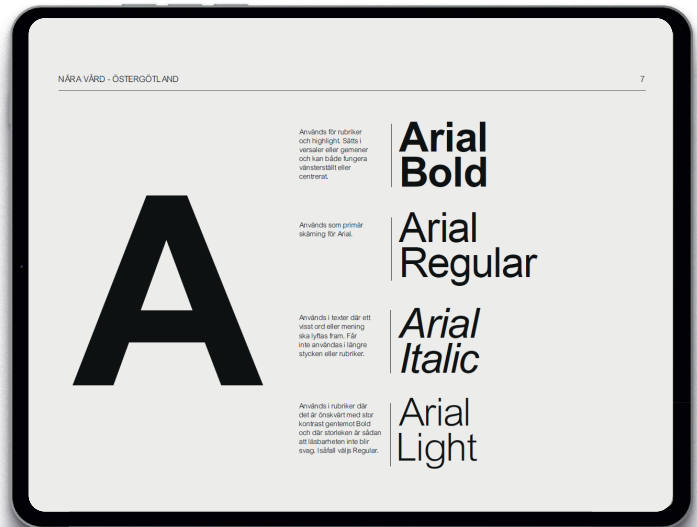 NÄRA VÅRD - ÖSTERGÖTLAND
7
A
Används för rubriker
och highlight. Sätts i
versaler eller gemener
och kan både fungera
vänsterställt eller
centrerat.
Arial
Bold
Används som primär
skärning för Arial.
Arial
Regular
Används i texter där ett
visst ord eller mening
ska lyftas fram. Får
inte användas i längre
stycken eller rubriker.
Arial
Italic
Används i rubriker där
det är önskvärt med stor
kontrast gentemot Bold
och där storleken är sådan
att läsbarheten inte blir
svag. I såfall väljs Regular.
Arial
Light